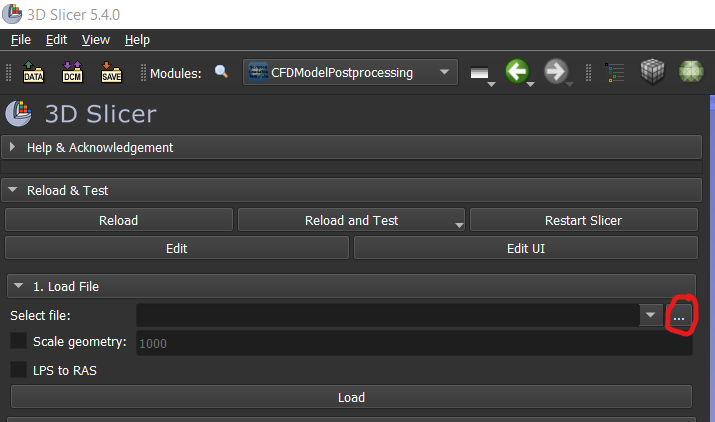 3D Slicer 5.4.0
File Edit View Help
DATA DCM SAVE Modules: CFDModelPostprocessing
3D Slicer
Help & Acknowledgement
Reload & Test
Reload Reload and Test Restart Slicer
Edit Edit UI
1. Load File
Select file: ...
Scale geometry: 1000
LPS to RAS
Load